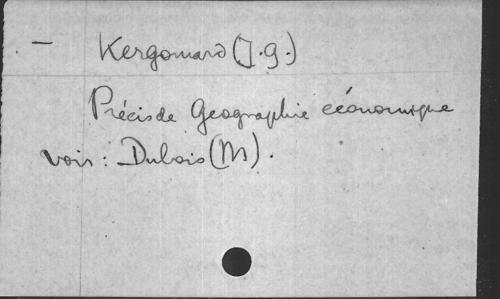 — Kergomard (J.g.)
Précis de Géographie économique
voir : Dubois (M).